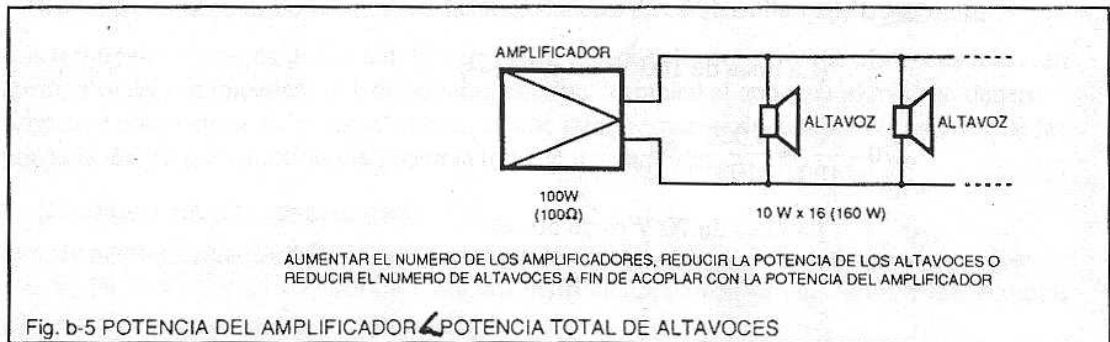 AMPLIFICADOR
ALTAVOZ ALTAVOZ
100W
(100Ω)
10 W x 16 (160 W)
AUMENTAR EL NUMERO DE LOS AMPLIFICADORES, REDUCIR LA POTENCIA DE LOS ALTAVOCES O
REDUCIR EL NUMERO DE ALTAVOCES A FIN DE ACOPLAR CON LA POTENCIA DEL AMPLIFICADOR
Fig. b-5 POTENCIA DEL AMPLIFICADOR < POTENCIA TOTAL DE ALTAVOCES